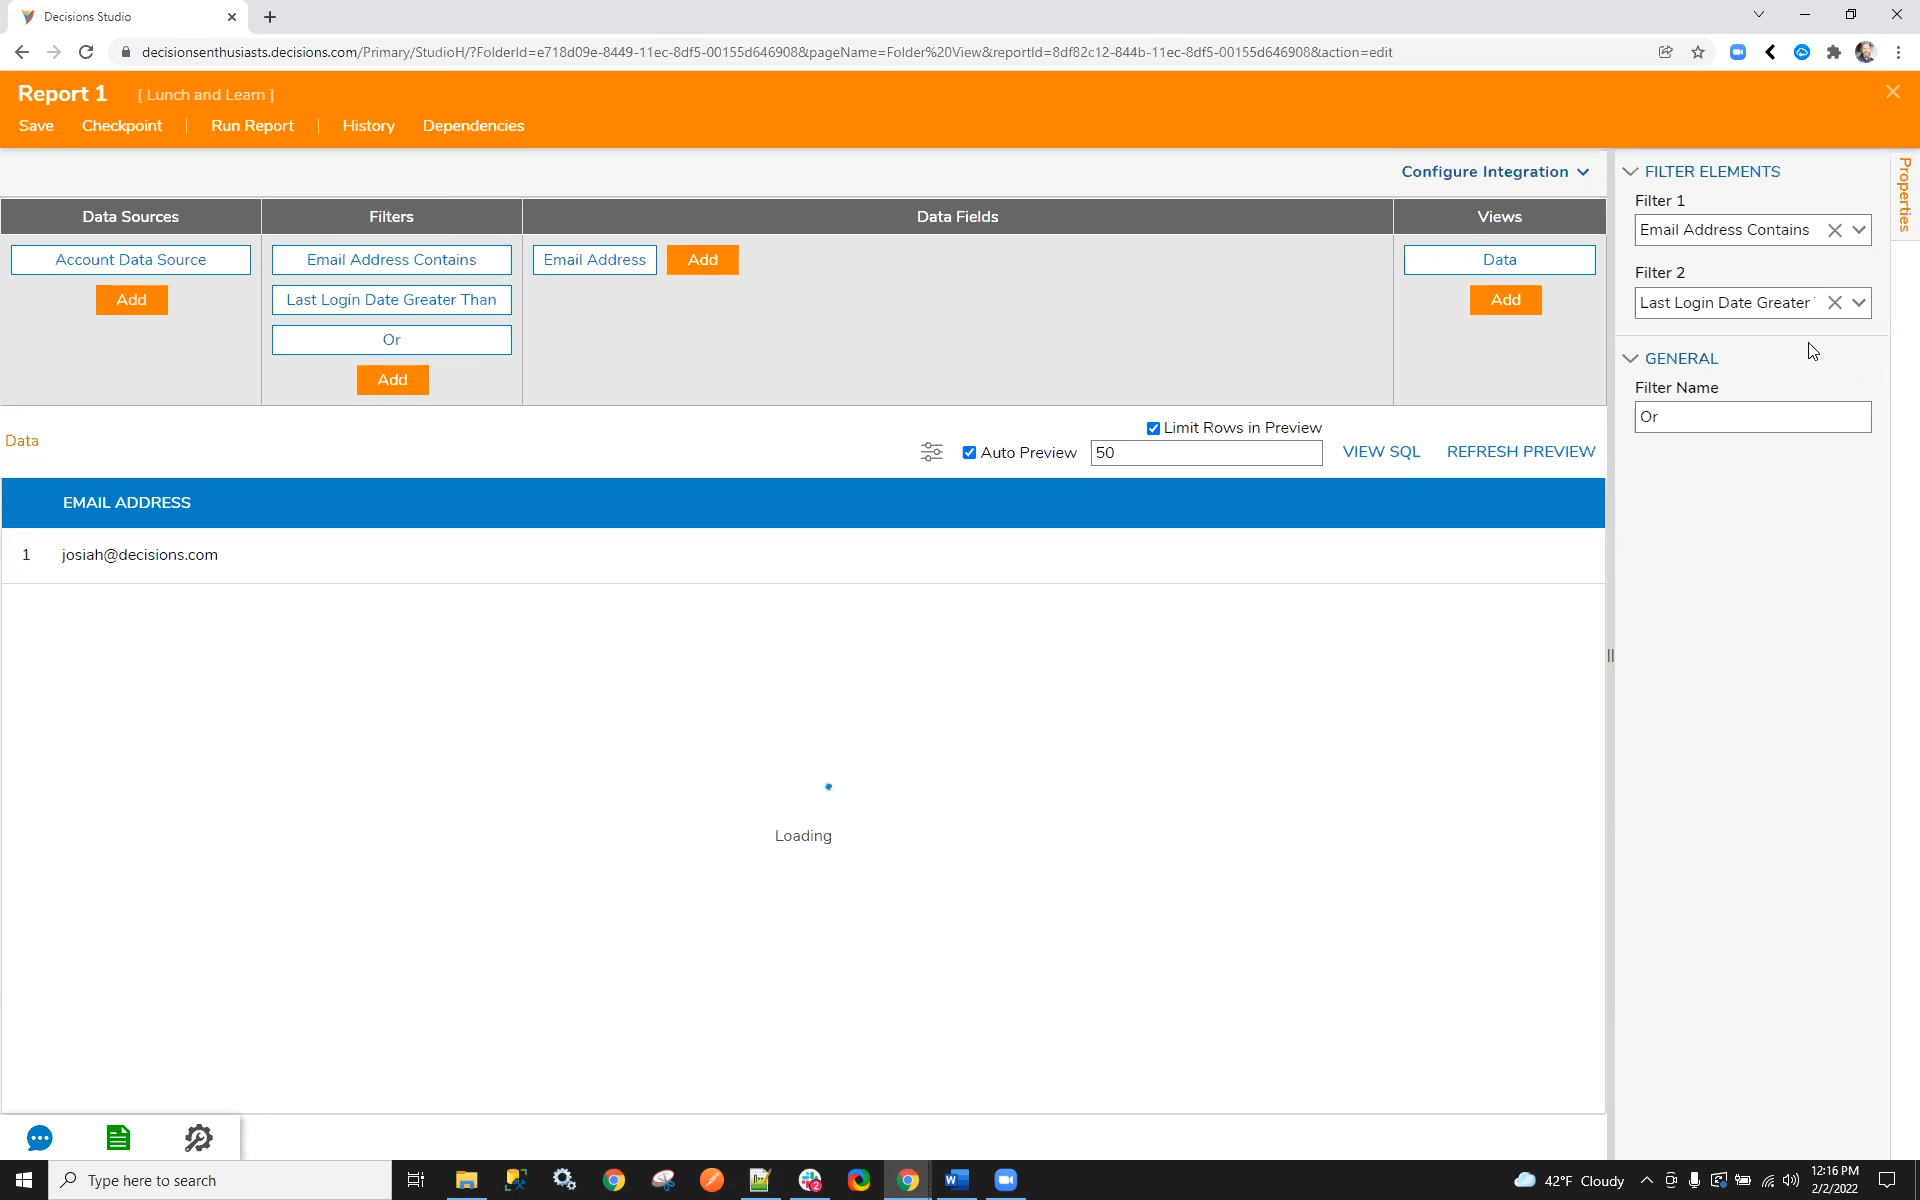 Decisions Studio
decisionsenthusiasts.decisions.com/Primary/StudioH/?FolderId=e718d09e-8449-11ec-8df5-00155d646908&pageName=Folder%20View&reportId=8df82c12-844b-11ec-8df5-00155d646908&action=edit
Report 1 [ Lunch and Learn ]
Save Checkpoint Run Report History Dependencies
Configure Integration
Data Sources Filters Data Fields Views
Account Data Source Email Address Contains Email Address Add Data
Add Last Login Date Greater Than Add
Or
Add
Data
Limit Rows in Preview
Auto Preview 50 VIEW SQL REFRESH PREVIEW
EMAIL ADDRESS
1 josiah@decisions.com
Loading
FILTER ELEMENTS
Filter 1
Email Address Contains
Filter 2
Last Login Date Greater
GENERAL
Filter Name
Or
Properties
Type here to search
2
42°F Cloudy
12:16 PM
2/2/2022